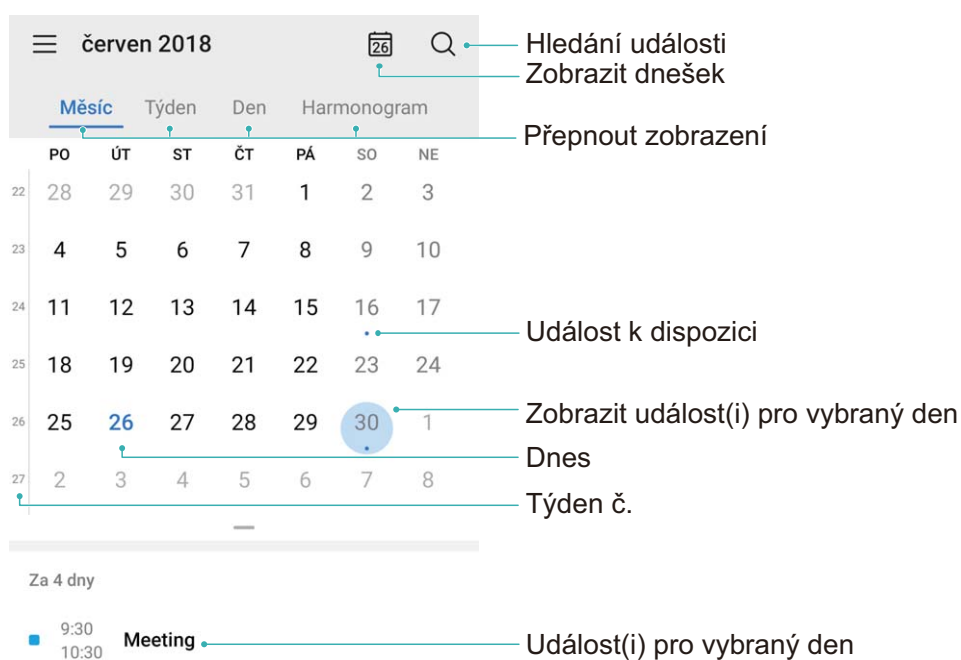 červen 2018
26
Hledání události
Zobrazit dnešek
Měsíc Týden Den Harmonogram
Přepnout zobrazení
PO ÚT ST ČT PÁ SO NE
22 28 29 30 31 1 2 3
23 4 5 6 7 8 9 10
24 11 12 13 14 15 16 17
Událost k dispozici
25 18 19 20 21 22 23 24
26 25 26 27 28 29 30 1
Zobrazit událost(i) pro vybraný den
Dnes
27 2 3 4 5 6 7 8
Týden č.
Za 4 dny
9:30
10:30
Meeting
Událost(i) pro vybraný den